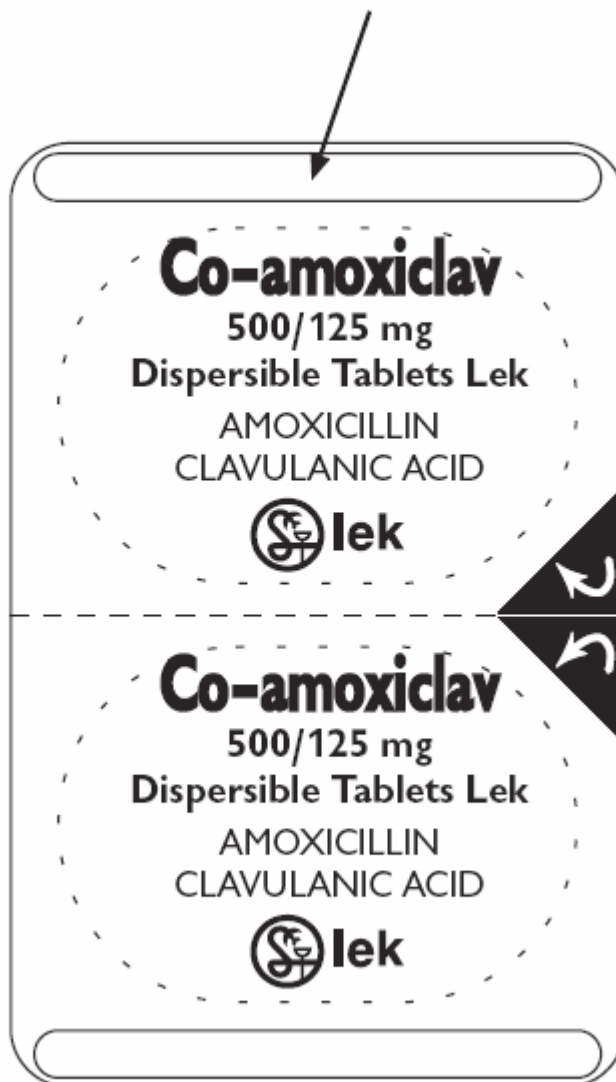 Co-amoxiclav
500/125 mg
Dispersible Tablets Lek
AMOXICILLIN
CLAVULANIC ACID
lek
Co-amoxiclav
500/125 mg
Dispersible Tablets Lek
AMOXICILLIN
CLAVULANIC ACID
lek